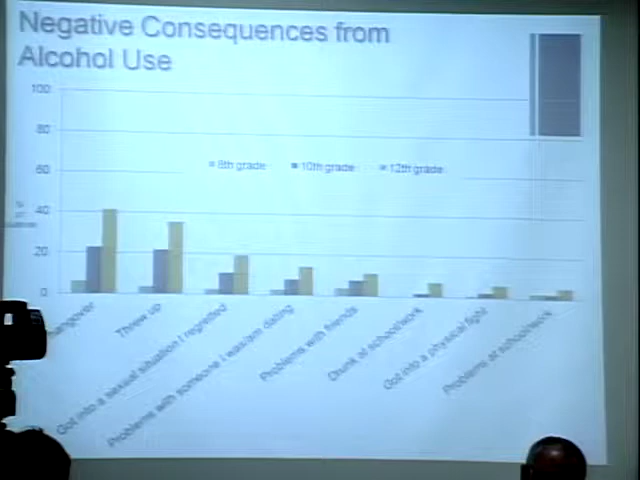 Negative Consequences from
Alcohol Use
100
80
60
40
20
0
8th grade 10th grade 12th grade
%
Hangover
Threw up
Got into a sexual situation I regretted
Problems with someone I was/am dating
Problems with friends
Drunk at school/work
Got into a physical fight
Problems at school/work